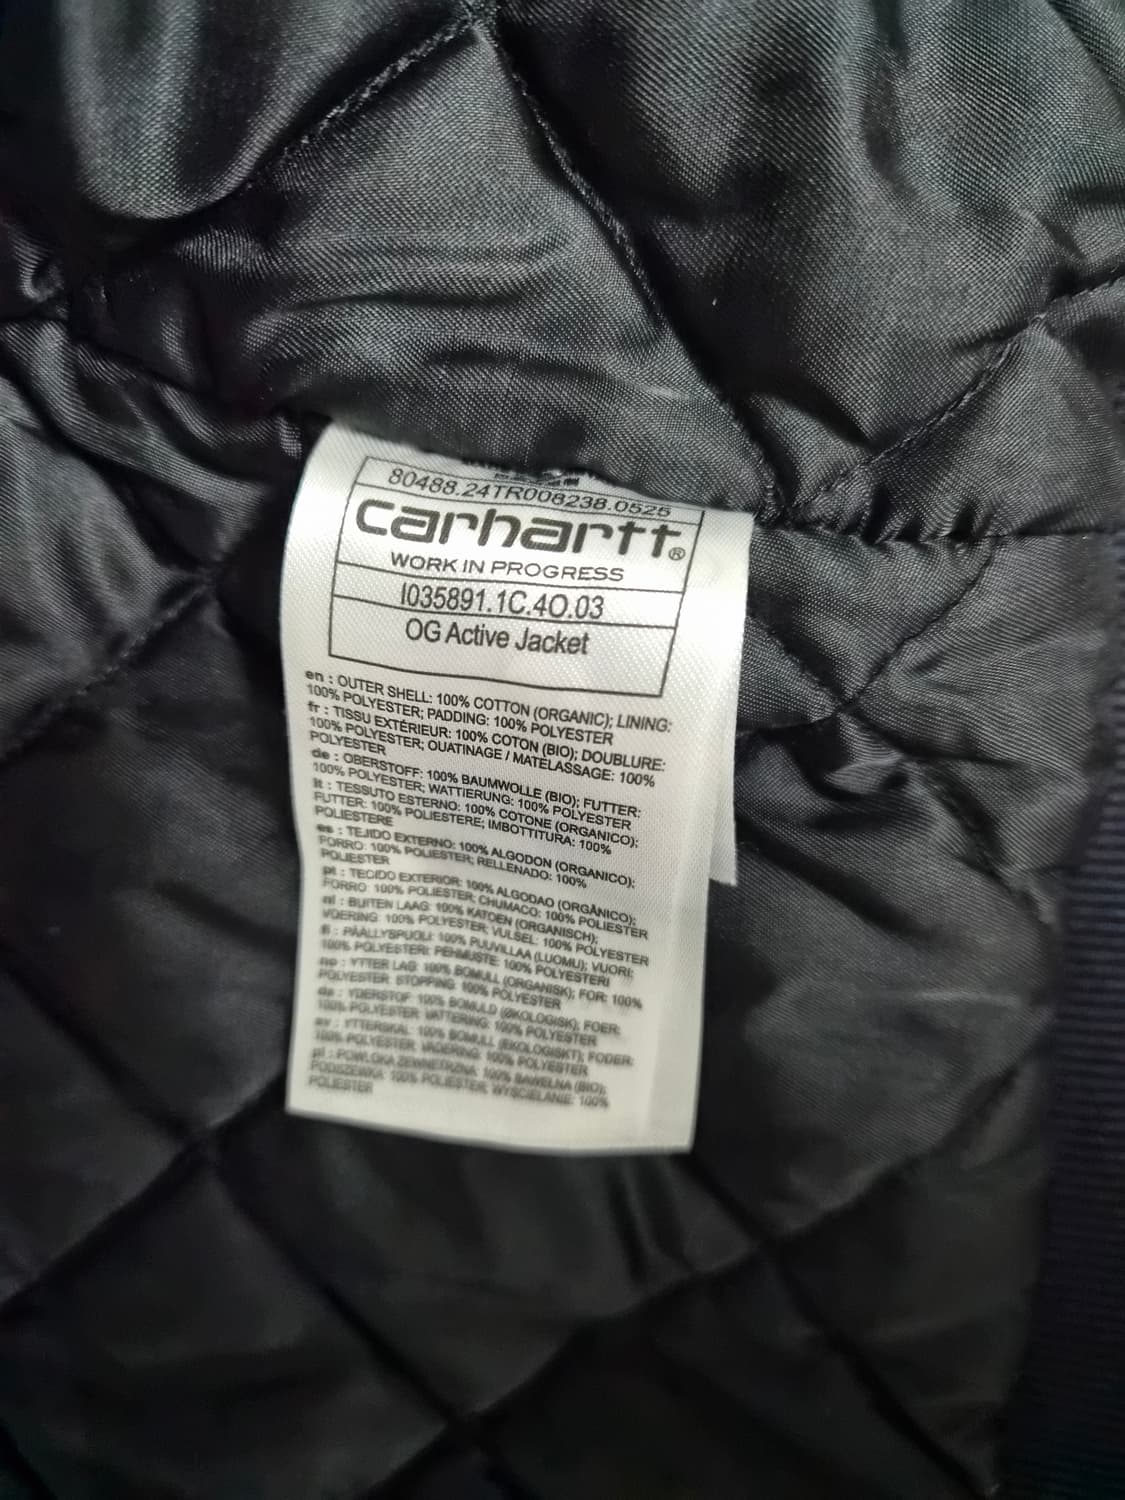 80488.24TR008238.0525
carhartt®
WORK IN PROGRESS
I035891.1C.4O.03
OG Active Jacket
en : OUTER SHELL: 100% COTTON (ORGANIC); LINING:
100% POLYESTER; PADDING: 100% POLYESTER
fr : TISSU EXTÉRIEUR: 100% COTON (BIO); DOUBLURE:
100% POLYESTER; OUATINAGE / MATELASSAGE: 100%
POLYESTER
de : OBERSTOFF: 100% BAUMWOLLE (BIO); FUTTER:
100% POLYESTER; WATTIERUNG: 100% POLYESTER
it : TESSUTO ESTERNO: 100% COTONE (ORGANICO);
FUTTER: 100% POLIESTERE; IMBOTTITURA: 100%
POLIESTERE
es : TEJIDO EXTERNO: 100% ALGODON (ORGANICO);
FORRO: 100% POLIESTER; RELLENADO: 100%
POLIESTER
pt : TECIDO EXTERIOR: 100% ALGODAO (ORGÂNICO);
FORRO: 100% POLIESTER; CHUMACO: 100% POLIESTER
nl : BUITEN LAAG: 100% KATOEN (ORGANISCH);
VOERING: 100% POLYESTER; VULSEL: 100% POLYESTER
fi : PÄÄLLYSPUOLI: 100% PUUVILLAA (LUOMU); VUORI:
100% POLYESTERI; PEHMUSTE: 100% POLYESTERI
no : YTTER LAG: 100% BOMULL (ORGANISK); FOR: 100%
POLYESTER; STOPPING: 100% POLYESTER
da : YDERSTOF: 100% BOMULD (ØKOLOGISK); FOER:
100% POLYESTER; VATTERING: 100% POLYESTER
sv : YTTERSKAL: 100% BOMULL (EKOLOGISKT); FODER:
100% POLYESTER; VADERING: 100% POLYESTER
pl : POWLOKA ZEWNETRZNA: 100% BAWELNA (BIO);
PODSZEWKA: 100% POLIESTER; WYSCIELANIE: 100%
POLIESTER